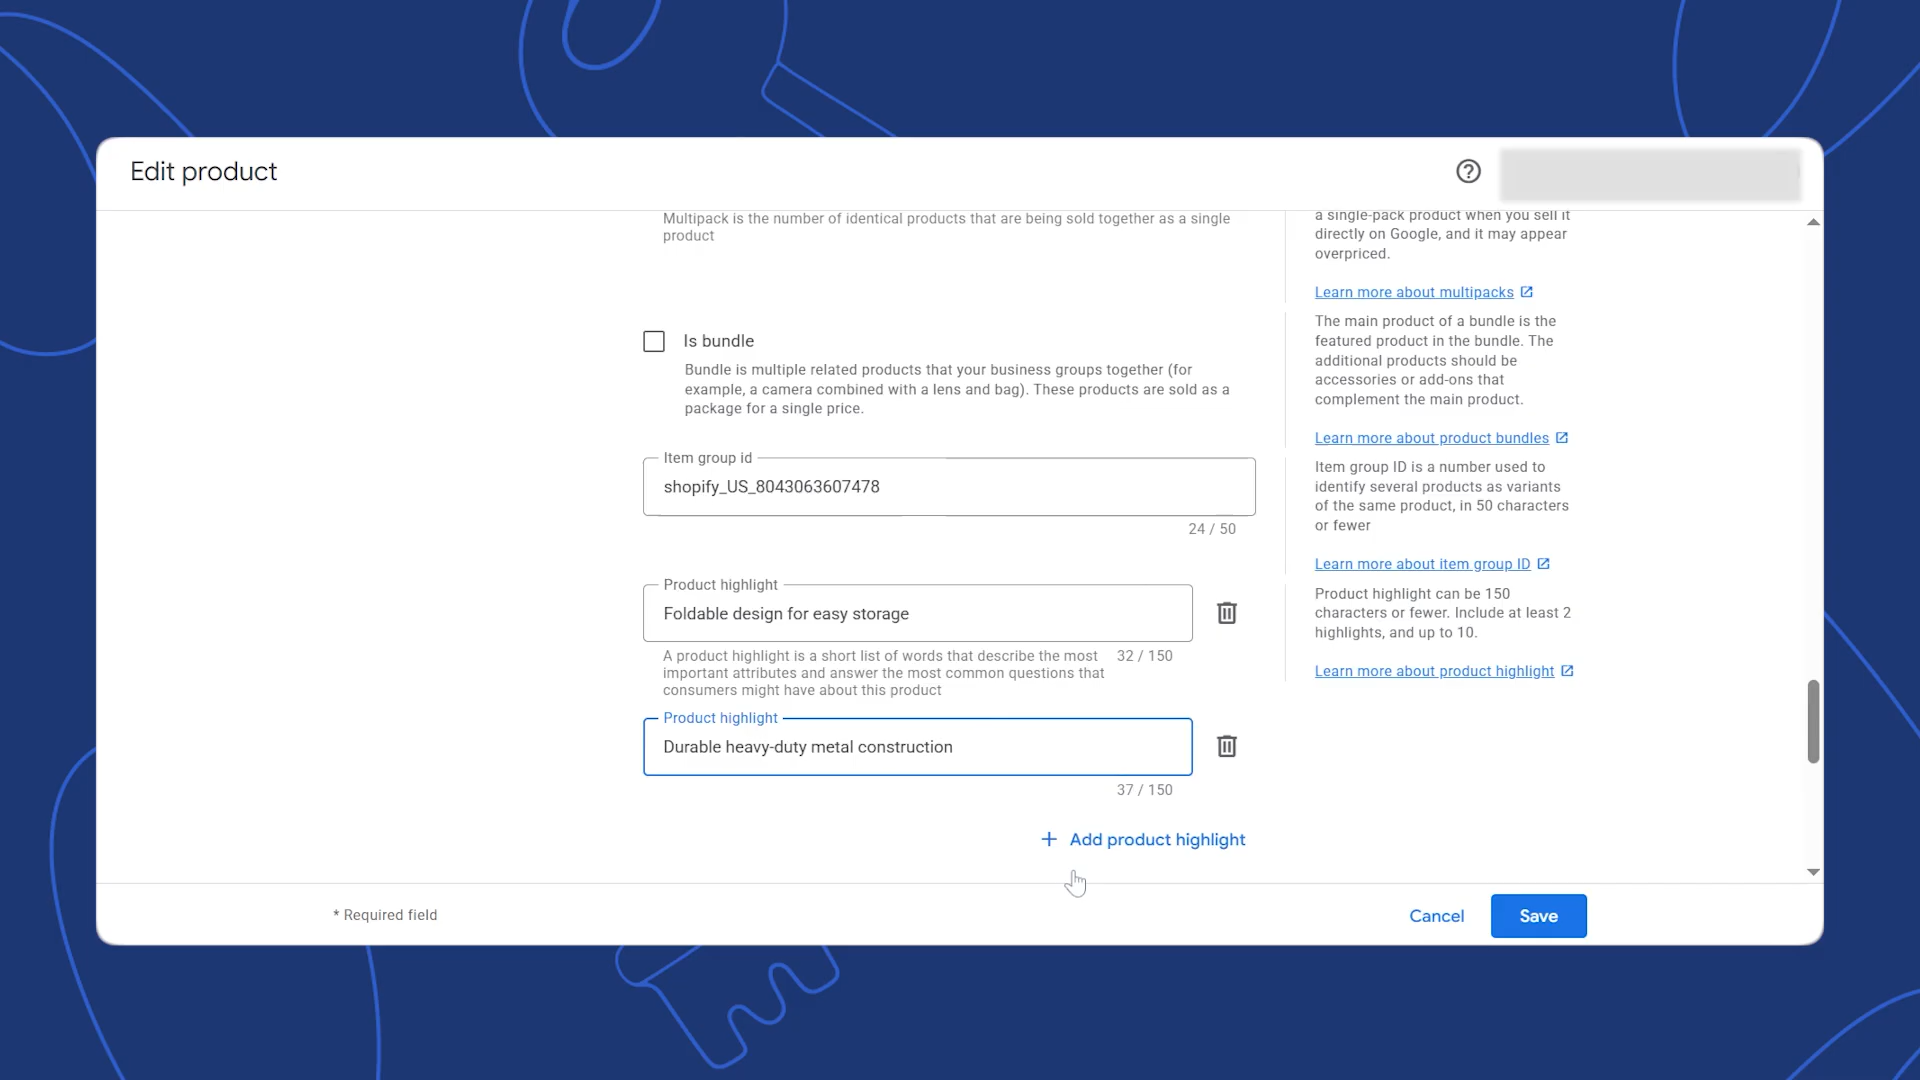 Edit product
Multipack is the number of identical products that are being sold together as a single
product
a single-pack product when you sell it
directly on Google, and it may appear
overpriced.
Learn more about multipacks
Is bundle
Bundle is multiple related products that your business groups together (for
example, a camera combined with a lens and bag). These products are sold as a
package for a single price.
The main product of a bundle is the
featured product in the bundle. The
additional products should be
accessories or add-ons that
complement the main product.
Learn more about product bundles
Item group id
shopify_US_8043063607478
24 / 50
Item group ID is a number used to
identify several products as variants
of the same product, in 50 characters
or fewer
Learn more about item group ID
Product highlight
Foldable design for easy storage
A product highlight is a short list of words that describe the most
important attributes and answer the most common questions that
consumers might have about this product
32 / 150
Product highlight can be 150
characters or fewer. Include at least 2
highlights, and up to 10.
Learn more about product highlight
Product highlight
Durable heavy-duty metal construction
37 / 150
+ Add product highlight
* Required field
Cancel
Save